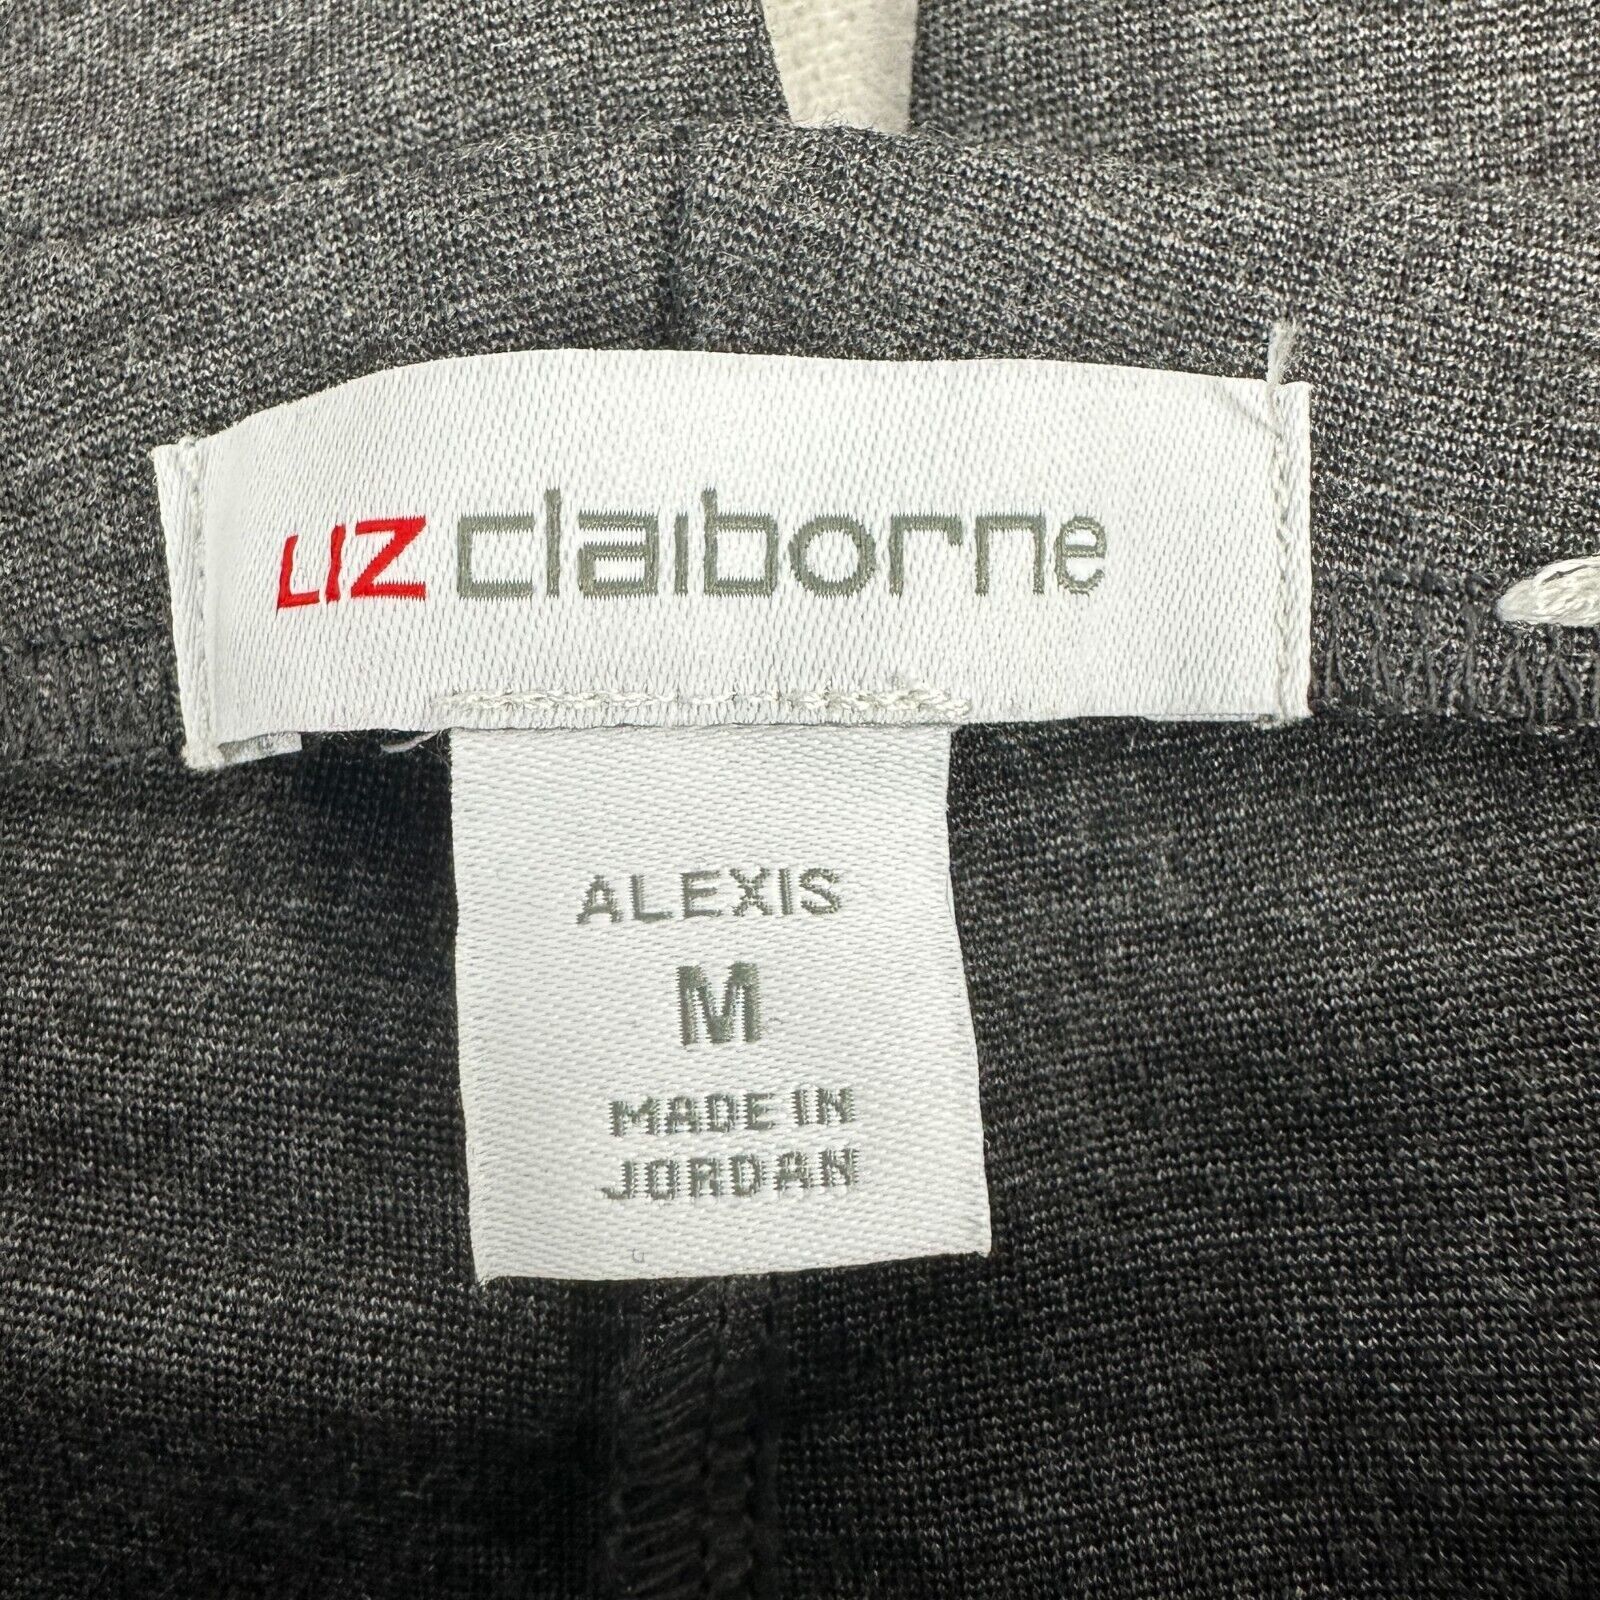 LIZ claiborne
ALEXIS
M
MADE IN
JORDAN